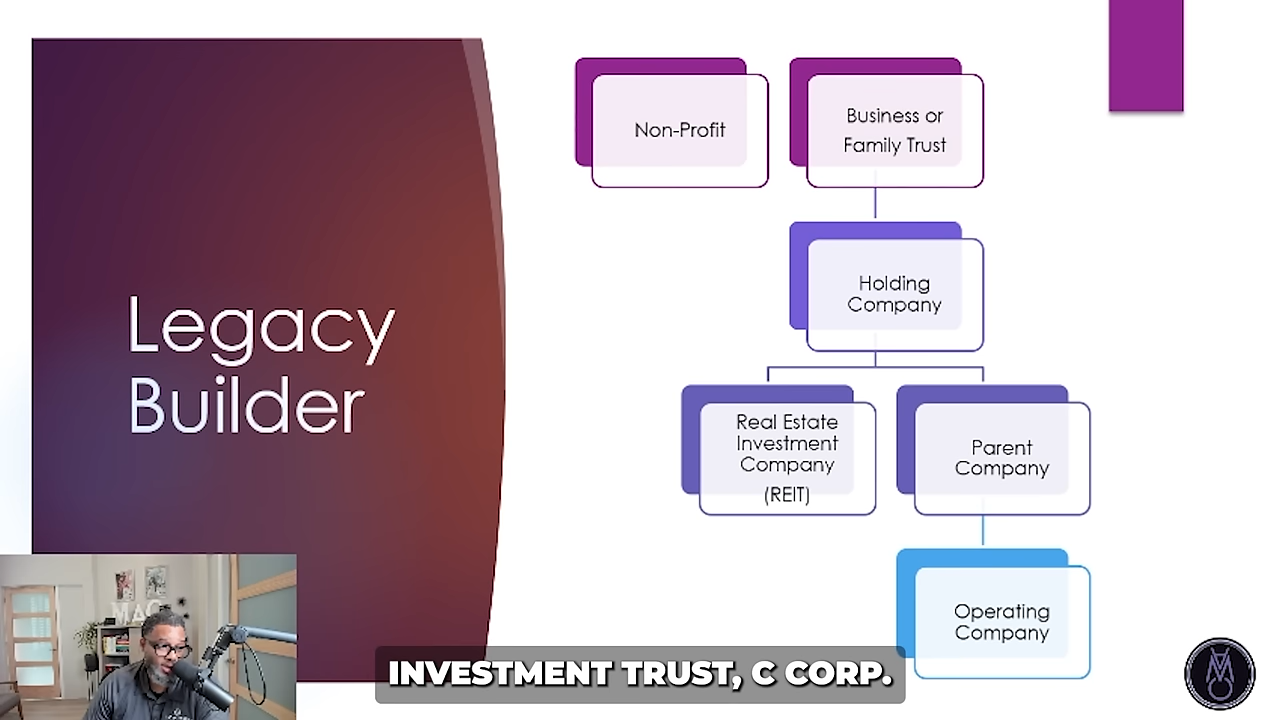 Legacy
Builder
Non-Profit
Business or
Family Trust
Holding
Company
Real Estate
Investment
Company
(REIT)
Parent
Company
Operating
Company
INVESTMENT TRUST, C CORP.